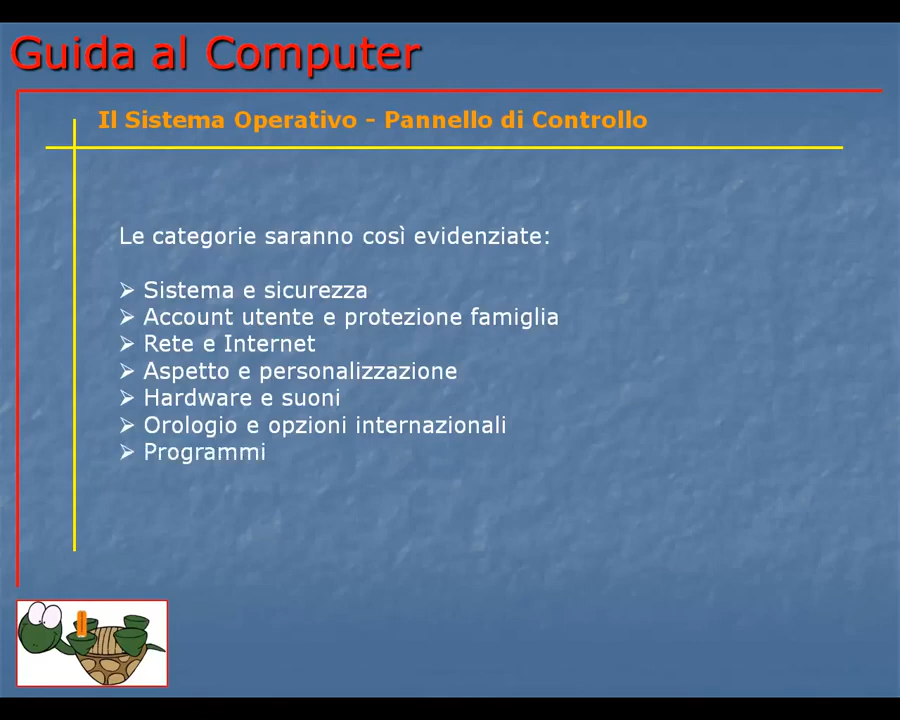 Guida al Computer
Il Sistema Operativo - Pannello di Controllo
Le categorie saranno così evidenziate:
➢ Sistema e sicurezza
➢ Account utente e protezione famiglia
➢ Rete e Internet
➢ Aspetto e personalizzazione
➢ Hardware e suoni
➢ Orologio e opzioni internazionali
➢ Programmi